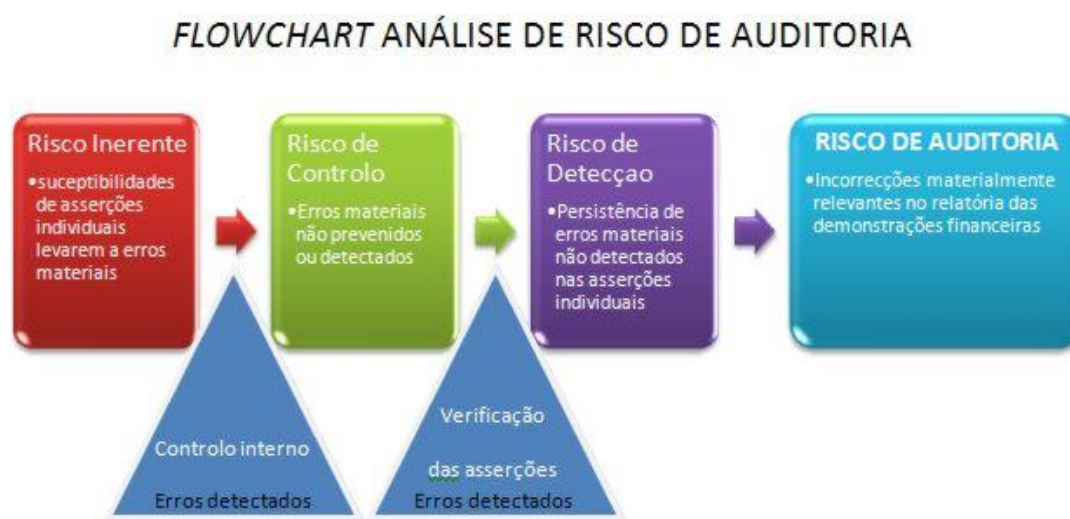 FLOWCHART ANÁLISE DE RISCO DE AUDITORIA
Risco Inerente
•suceptibilidades
de asserções
individuais
levarem a erros
materiais
Risco de
Controlo
•Erros materiais
não prevenidos
ou detectados
Risco de
Detecçao
•Persistência de
erros materiais
não detectados
nas asserções
individuais
RISCO DE AUDITORIA
•Incorrecções materialmente
relevantes no relatória das
demonstrações financeiras
Controlo interno
Erros detectados
Verificação
das asserções
Erros detectados